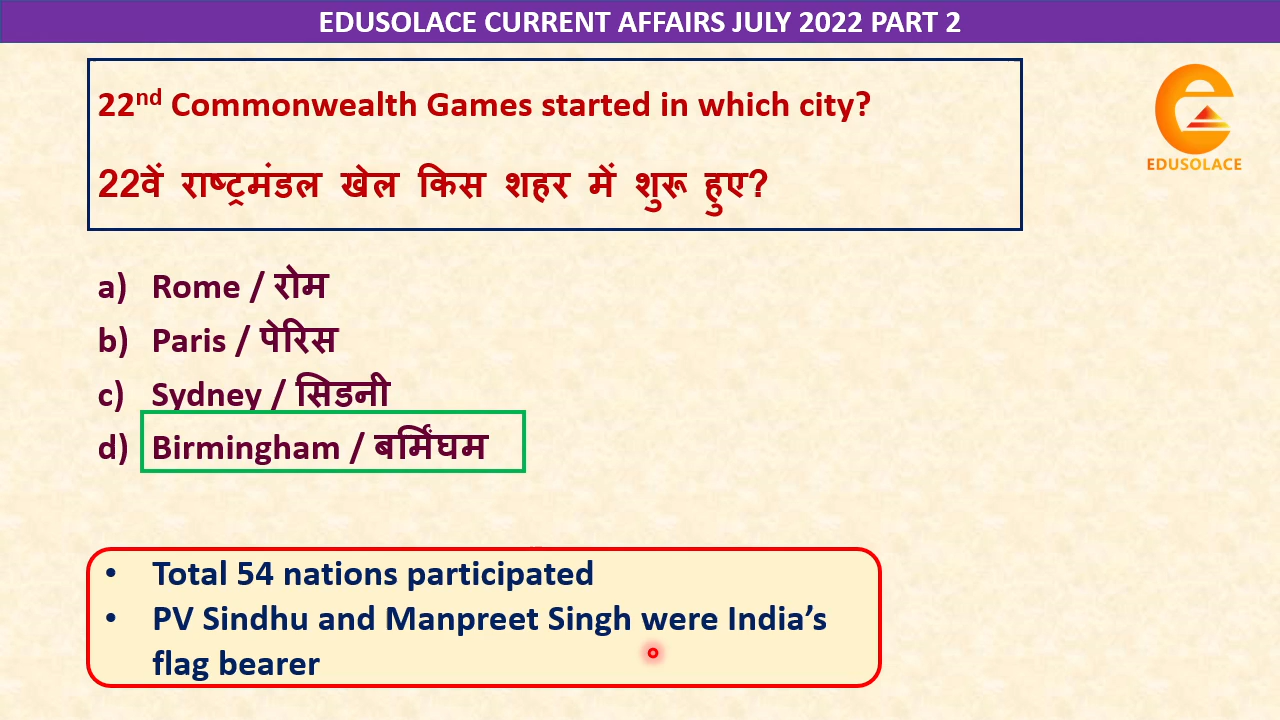 EDUSOLACE CURRENT AFFAIRS JULY 2022 PART 2
22nd Commonwealth Games started in which city?
22वें राष्ट्रमंडल खेल किस शहर में शुरू हुए?
EDUSOLACE
a) Rome / रोम
b) Paris / पेरिस
c) Sydney / सिडनी
d) Birmingham / बर्मिंघम
• Total 54 nations participated
• PV Sindhu and Manpreet Singh were India’s
flag bearer